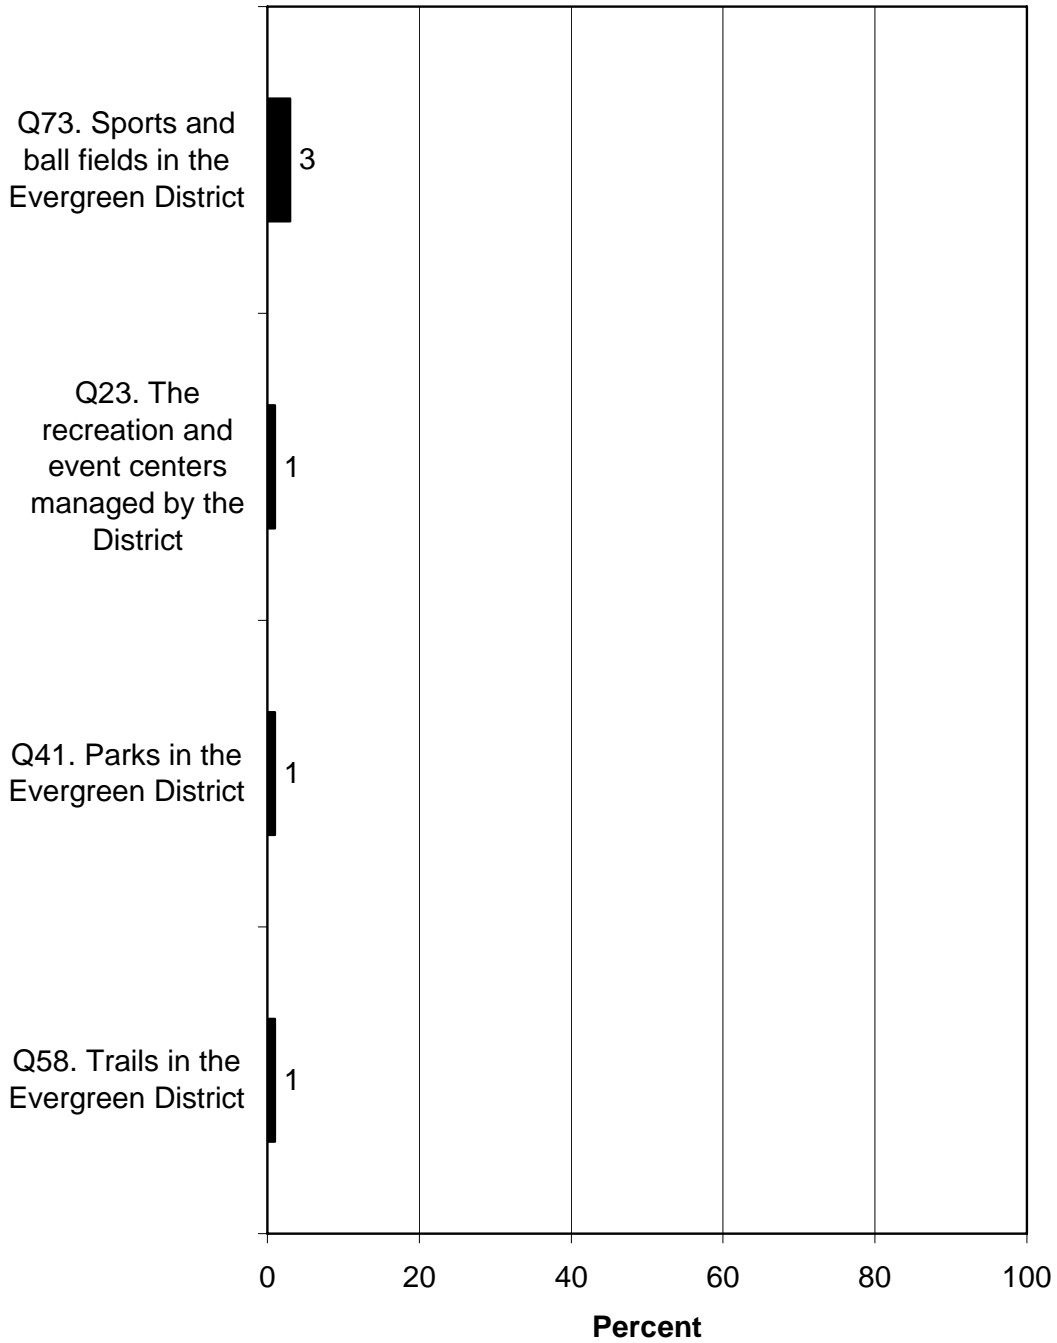 Q73. Sports and
ball fields in the
Evergreen District
3
Q23. The
recreation and
event centers
managed by the
District
1
Q41. Parks in the
Evergreen District
1
Q58. Trails in the
Evergreen District
1
0 20 40 60 80 100
Percent